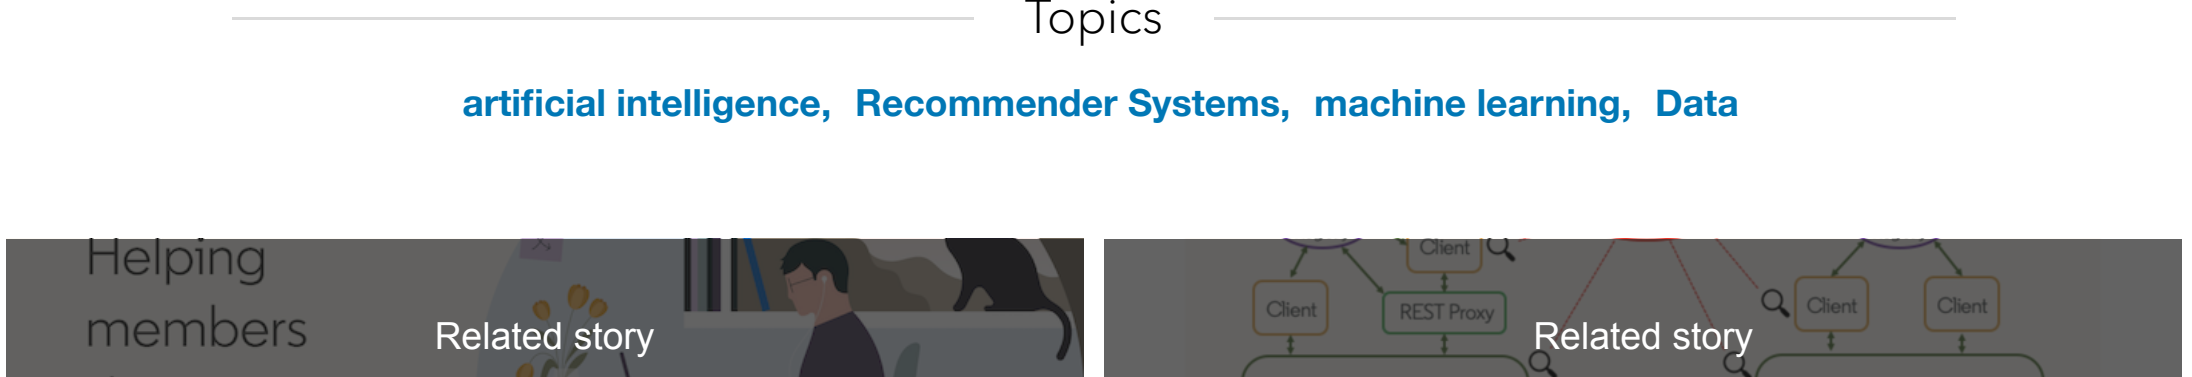 Topics
artificial intelligence, Recommender Systems, machine learning, Data
Helping
members
Related story
Client
Client
REST Proxy
Client
Client
Related story